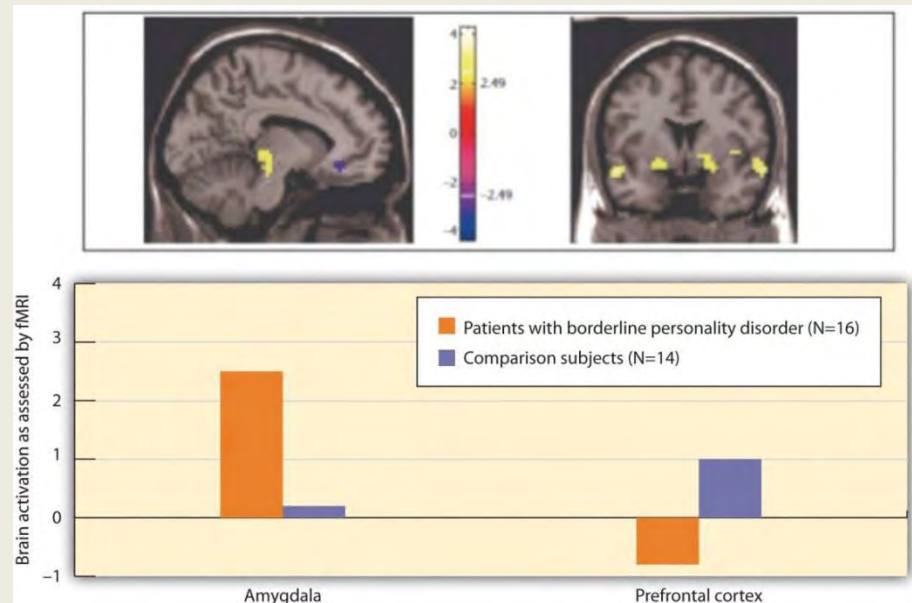 4
2
2.49
0
−2
−2.49
−4
Brain activation as assessed by fMRI
4
3
2
1
0
−1
Patients with borderline personality disorder (N=16)
Comparison subjects (N=14)
Amygdala
Prefrontal cortex